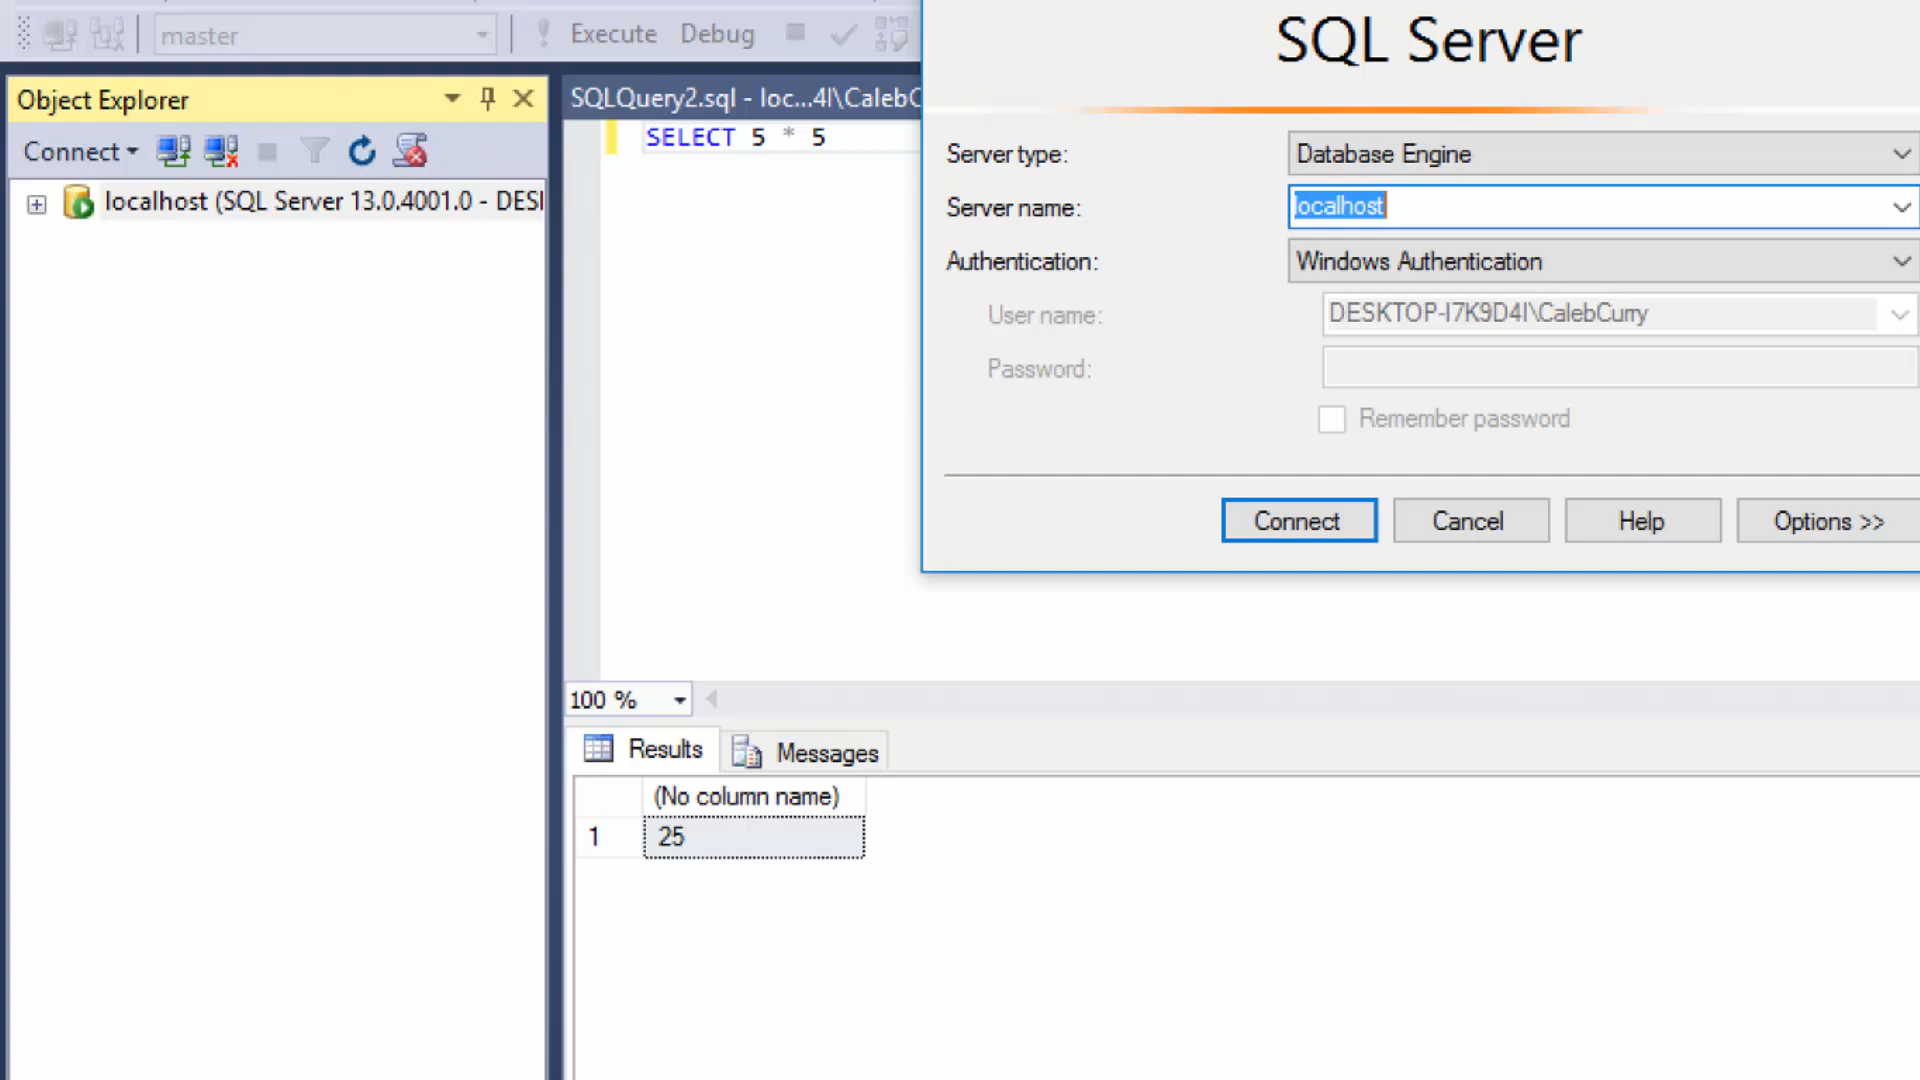 master
Execute
Debug
SQL Server
Object Explorer
SQLQuery2.sql - loc...4I\CalebC
Connect
SELECT 5 * 5
localhost (SQL Server 13.0.4001.0 - DESI
Server type:
Database Engine
Server name:
localhost
Authentication:
Windows Authentication
User name:
DESKTOP-I7K9D4I\CalebCurry
Password:
Remember password
Connect
Cancel
Help
Options >>
100 %
Results
Messages
(No column name)
1
25